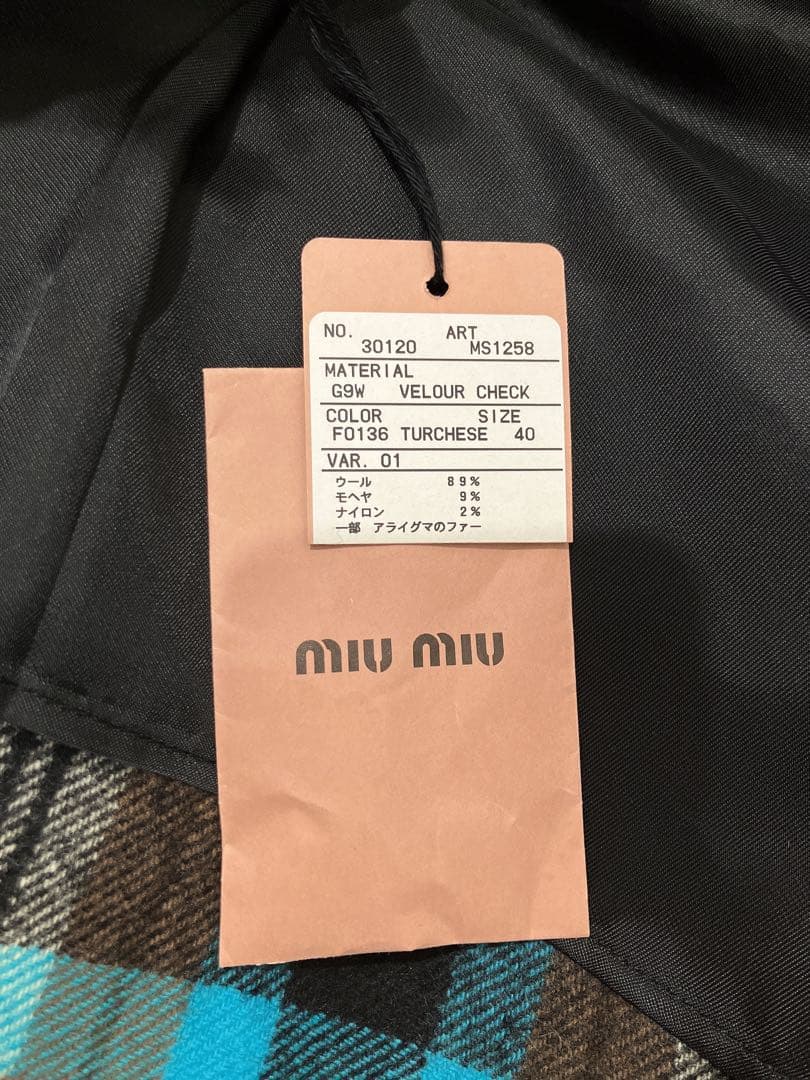 NO. ART
30120 MS1258
MATERIAL
G9W VELOUR CHECK
COLOR SIZE
F0136 TURCHESE 40
VAR. 01
ウール 89%
モヘヤ 9%
ナイロン 2%
一部 アライグマのファー
miu miu